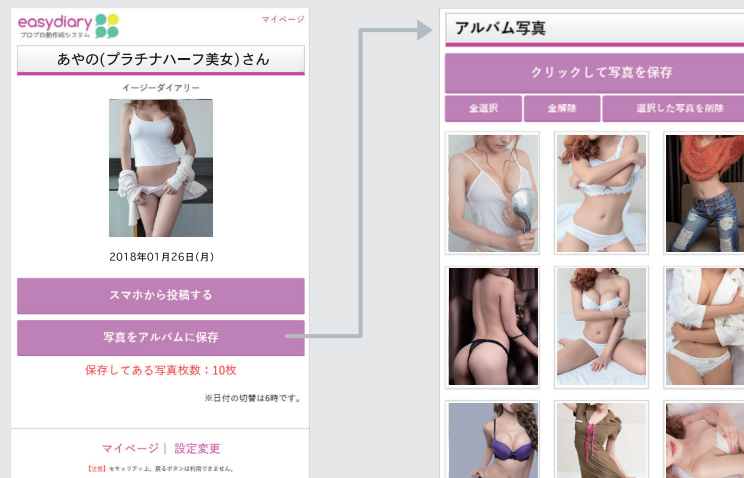 easydiary
ブログ自動作成システム
マイページ
あやの(プラチナハーフ美女)さん
イージーダイアリー
2018年01月26日(月)
スマホから投稿する
写真をアルバムに保存
保存してある写真枚数：10枚
※日付の切替は6時です。
マイページ｜ 設定変更
【注意】セキュリティ上、戻るボタンは利用できません。
アルバム写真
クリックして写真を保存
全選択
全解除
選択した写真を削除